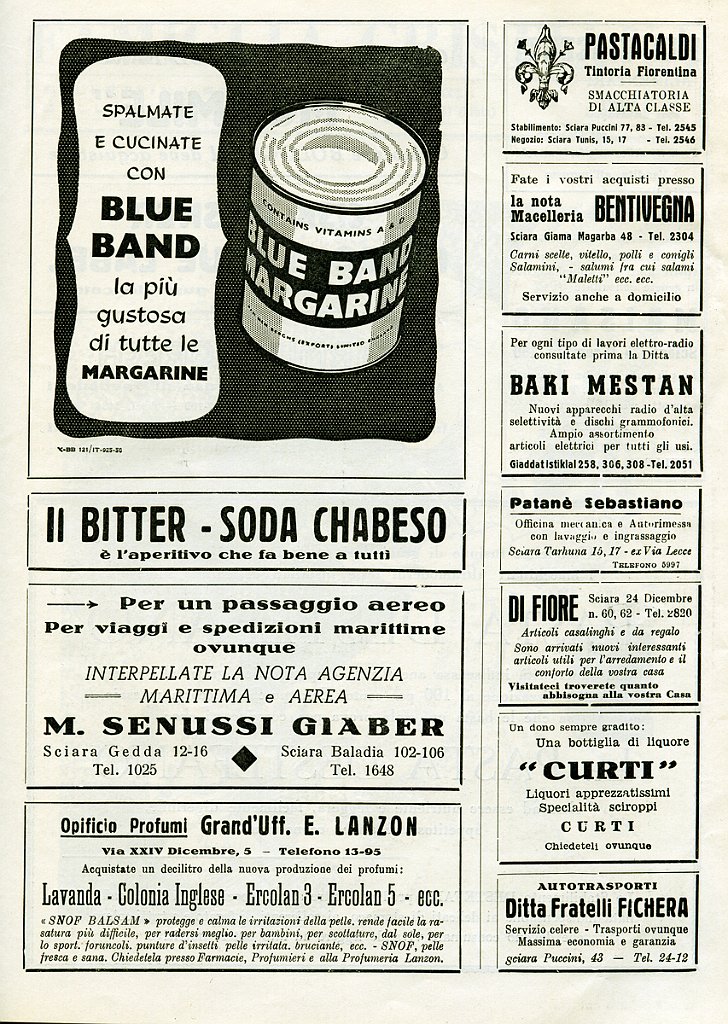 SPALMATE
E CUCINATE
CON
BLUE
BAND
la più
gustosa
di tutte le
MARGARINE
CONTAINS VITAMINS A & D
BLUE BAND
MARGARINE
(EXPORT) LIMITED
X-BD 121/IT-925-50
Il BITTER - SODA CHABESO
è l'aperitivo che fa bene a tutti
Per un passaggio aereo
Per viaggi e spedizioni marittime
ovunque
INTERPELLATE LA NOTA AGENZIA
MARITTIMA e AEREA
M. SENUSSI GIABER
Sciara Gedda 12-16
Tel. 1025
Sciara Baladia 102-106
Tel. 1648
Opificio Profumi Grand'Uff. E. LANZON
Via XXIV Dicembre, 5 – Telefono 13-95
Acquistate un decilitro della nuova produzione dei profumi:
Lavanda - Colonia Inglese - Ercolan 3 - Ercolan 5 - ecc.
« SNOF BALSAM » protegge e calma le irritazioni della pelle. rende facile la ra-
satura più difficile, per radersi meglio. per bambini, per scottature, dal sole, per
lo sport. foruncoli. punture d'insetti pelle irritata. bruciante, ecc. - SNOF, pelle
fresca e sana. Chiedetela presso Farmacie, Profumieri e alla Profumeria Lanzon.
PASTACALDI
Tintoria Fiorentina
SMACCHIATORIA
DI ALTA CLASSE
Stabilimento: Sciara Puccini 77, 83 - Tel. 2545
Negozio: Sciara Tunis, 15, 17 - Tel. 2546
Fate i vostri acquisti presso
la nota
Macelleria BENTIVEGNA
Sciara Giama Magarba 48 - Tel. 2304
Carni scelte, vitello, polli e conigli
Salamini, - salumi fra cui salami
"Maletti" ecc. ecc.
Servizio anche a domicilio
Per ogni tipo di lavori elettro-radio
consultate prima la Ditta
BAKI MESTAN
Nuovi apparecchi radio d'alta
selettività e dischi grammofonici.
Ampio assortimento
articoli elettrici per tutti gli usi.
Giaddat Istiklal 258, 306, 308 - Tel. 2051
Patanè Sebastiano
Officina meccanica e Autorimessa
con lavaggio e ingrassaggio
Sciara Tarhuna 15, 17 - ex Via Lecce
TELEFONO 5997
DI FIORE Sciara 24 Dicembre
n. 60, 62 - Tel. 2820
Articoli casalinghi e da regalo
Sono arrivati nuovi interessanti
articoli utili per l'arredamento e il
conforto della vostra casa
Visitateci troverete quanto
abbisogna alla vostra Casa
Un dono sempre gradito:
Una bottiglia di liquore
"CURTI"
Liquori apprezzatissimi
Specialità sciroppi
CURTI
Chiedeteli ovunque
AUTOTRASPORTI
Ditta Fratelli FICHERA
Servizio celere - Trasporti ovunque
Massima economia e garanzia
Sciara Puccini, 43 — Tel. 24-12